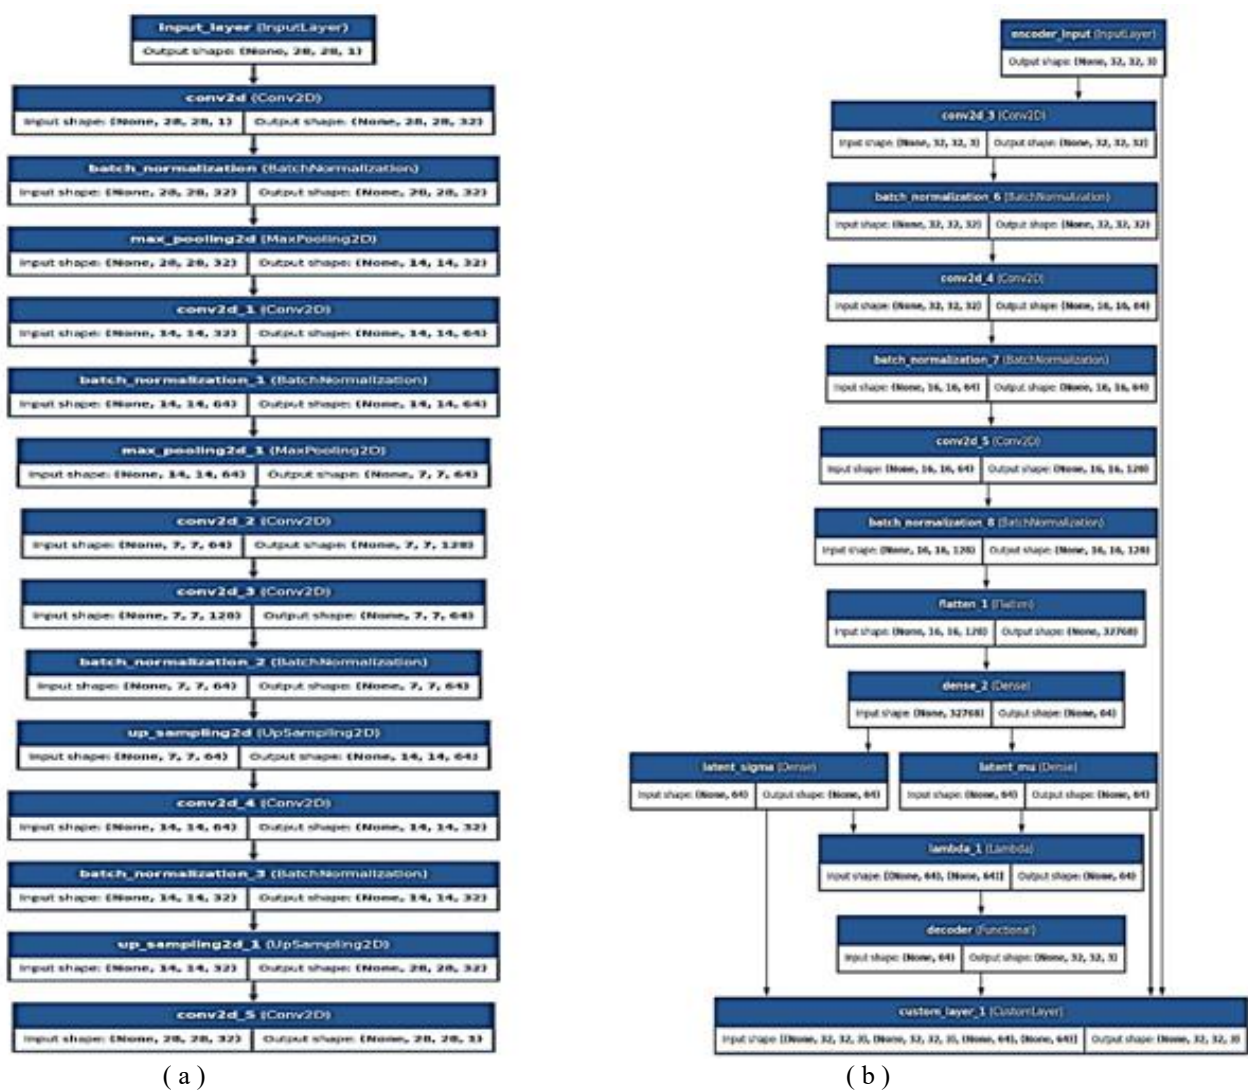 input_layer (InputLayer)
Output shape: (None, 28, 28, 1)
conv2d (Conv2D)
Input shape: (None, 28, 28, 1) Output shape: (None, 28, 28, 32)
batch_normalization (BatchNormalization)
Input shape: (None, 28, 28, 32) Output shape: (None, 28, 28, 32)
max_pooling2d (MaxPooling2D)
Input shape: (None, 28, 28, 32) Output shape: (None, 14, 14, 32)
conv2d_1 (Conv2D)
Input shape: (None, 14, 14, 32) Output shape: (None, 14, 14, 64)
batch_normalization_1 (BatchNormalization)
Input shape: (None, 14, 14, 64) Output shape: (None, 14, 14, 64)
max_pooling2d_1 (MaxPooling2D)
Input shape: (None, 14, 14, 64) Output shape: (None, 7, 7, 64)
conv2d_2 (Conv2D)
Input shape: (None, 7, 7, 64) Output shape: (None, 7, 7, 128)
conv2d_3 (Conv2D)
Input shape: (None, 7, 7, 128) Output shape: (None, 7, 7, 64)
batch_normalization_2 (BatchNormalization)
Input shape: (None, 7, 7, 64) Output shape: (None, 7, 7, 64)
up_sampling2d (UpSampling2D)
Input shape: (None, 7, 7, 64) Output shape: (None, 14, 14, 64)
conv2d_4 (Conv2D)
Input shape: (None, 14, 14, 64) Output shape: (None, 14, 14, 32)
batch_normalization_3 (BatchNormalization)
Input shape: (None, 14, 14, 32) Output shape: (None, 14, 14, 32)
up_sampling2d_1 (UpSampling2D)
Input shape: (None, 14, 14, 32) Output shape: (None, 28, 28, 32)
conv2d_5 (Conv2D)
Input shape: (None, 28, 28, 32) Output shape: (None, 28, 28, 1)
( a )
encoder_input (InputLayer)
Output shape: (None, 32, 32, 3)
conv2d_3 (Conv2D)
Input shape: (None, 32, 32, 3) Output shape: (None, 32, 32, 32)
batch_normalization_6 (BatchNormalization)
Input shape: (None, 32, 32, 32) Output shape: (None, 32, 32, 32)
conv2d_4 (Conv2D)
Input shape: (None, 32, 32, 32) Output shape: (None, 16, 16, 64)
batch_normalization_7 (BatchNormalization)
Input shape: (None, 16, 16, 64) Output shape: (None, 16, 16, 64)
conv2d_5 (Conv2D)
Input shape: (None, 16, 16, 64) Output shape: (None, 16, 16, 128)
batch_normalization_8 (BatchNormalization)
Input shape: (None, 16, 16, 128) Output shape: (None, 16, 16, 128)
flatten_1 (Flatten)
Input shape: (None, 16, 16, 128) Output shape: (None, 32768)
dense_2 (Dense)
Input shape: (None, 32768) Output shape: (None, 64)
latent_sigma (Dense)
Input shape: (None, 64) Output shape: (None, 64)
latent_mu (Dense)
Input shape: (None, 64) Output shape: (None, 64)
lambda_1 (Lambda)
Input shape: [(None, 64), (None, 64)] Output shape: (None, 64)
decoder (Functional)
Input shape: (None, 64) Output shape: (None, 32, 32, 3)
custom_layer_1 (CustomLayer)
Input shape: [(None, 32, 32, 3), (None, 32, 32, 3), (None, 64), (None, 64)] Output shape: (None, 32, 32, 3)
( b )